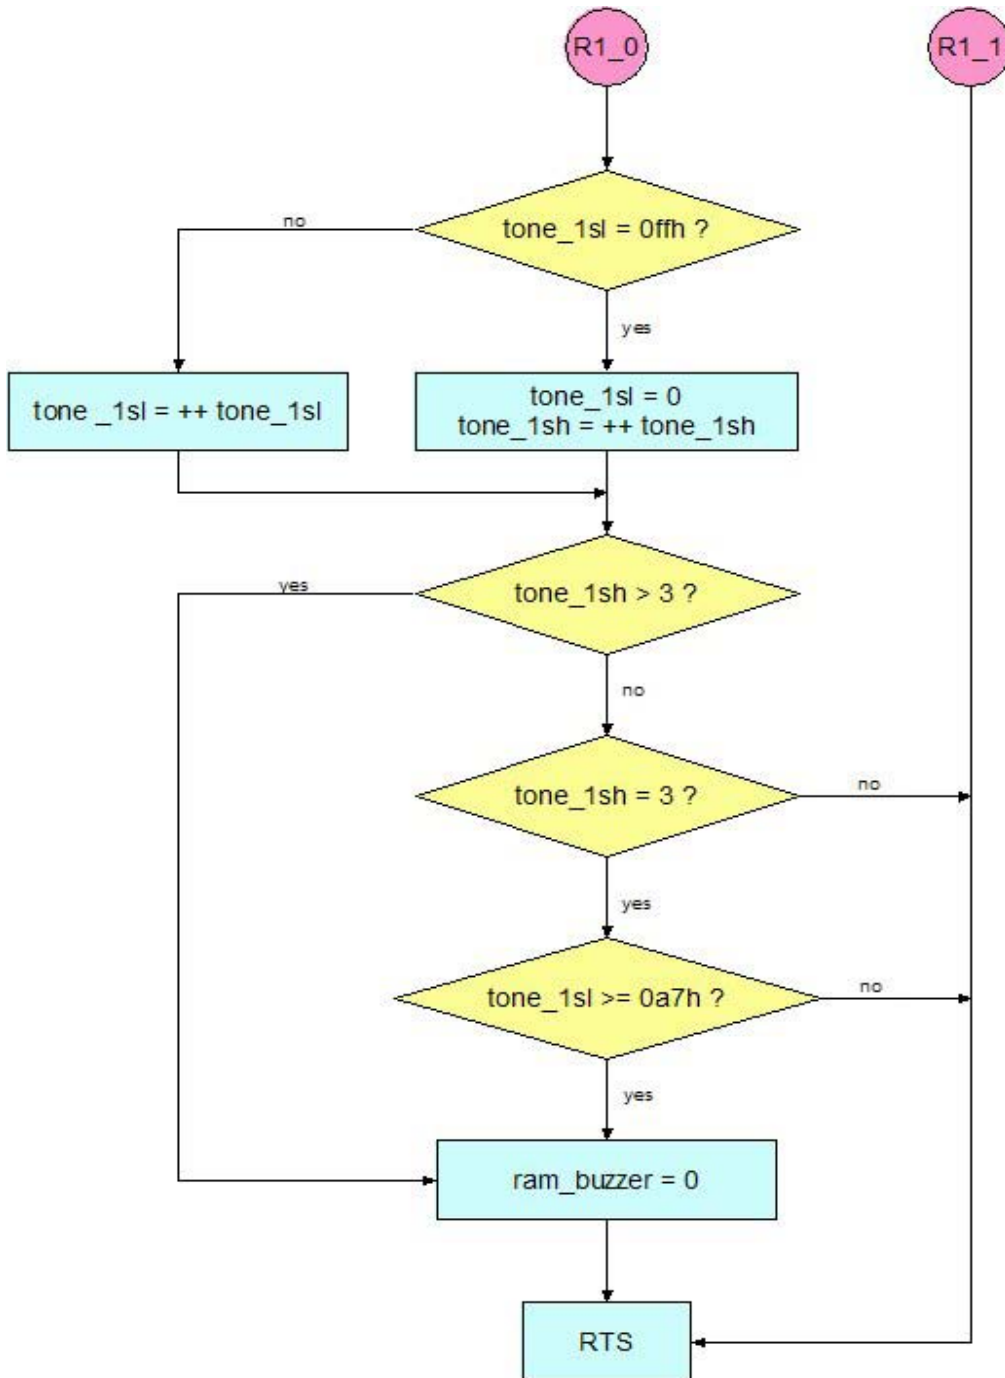 R1_0
R1_1
tone_1sl = 0ffh ?
no
yes
tone _1sl = ++ tone_1sl
tone_1sl = 0
tone_1sh = ++ tone_1sh
tone_1sh > 3 ?
yes
no
tone_1sh = 3 ?
no
yes
tone_1sl >= 0a7h ?
no
yes
ram_buzzer = 0
RTS